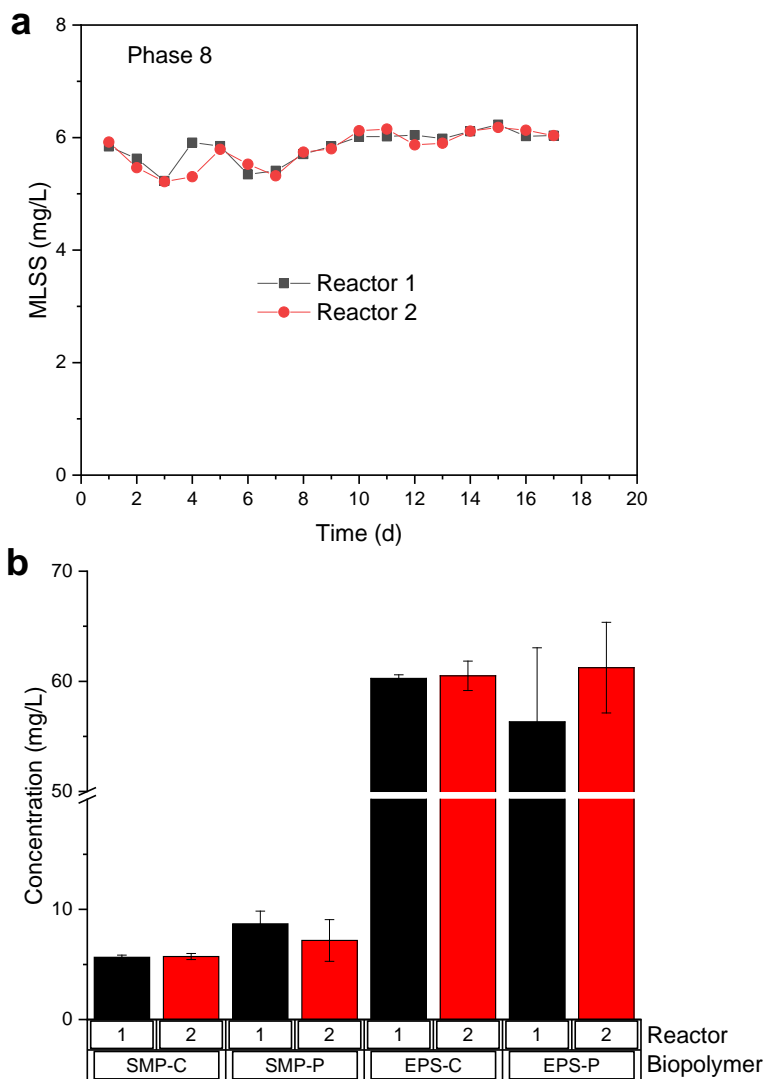 a
Phase 8
8
6
4
2
0
MLSS (mg/L)
Reactor 1
Reactor 2
0 2 4 6 8 10 12 14 16 18 20
Time (d)
b
70
60
50
10
0
Concentration (mg/L)
1 2 1 2 1 2 1 2 Reactor
SMP-C SMP-P EPS-C EPS-P Biopolymer